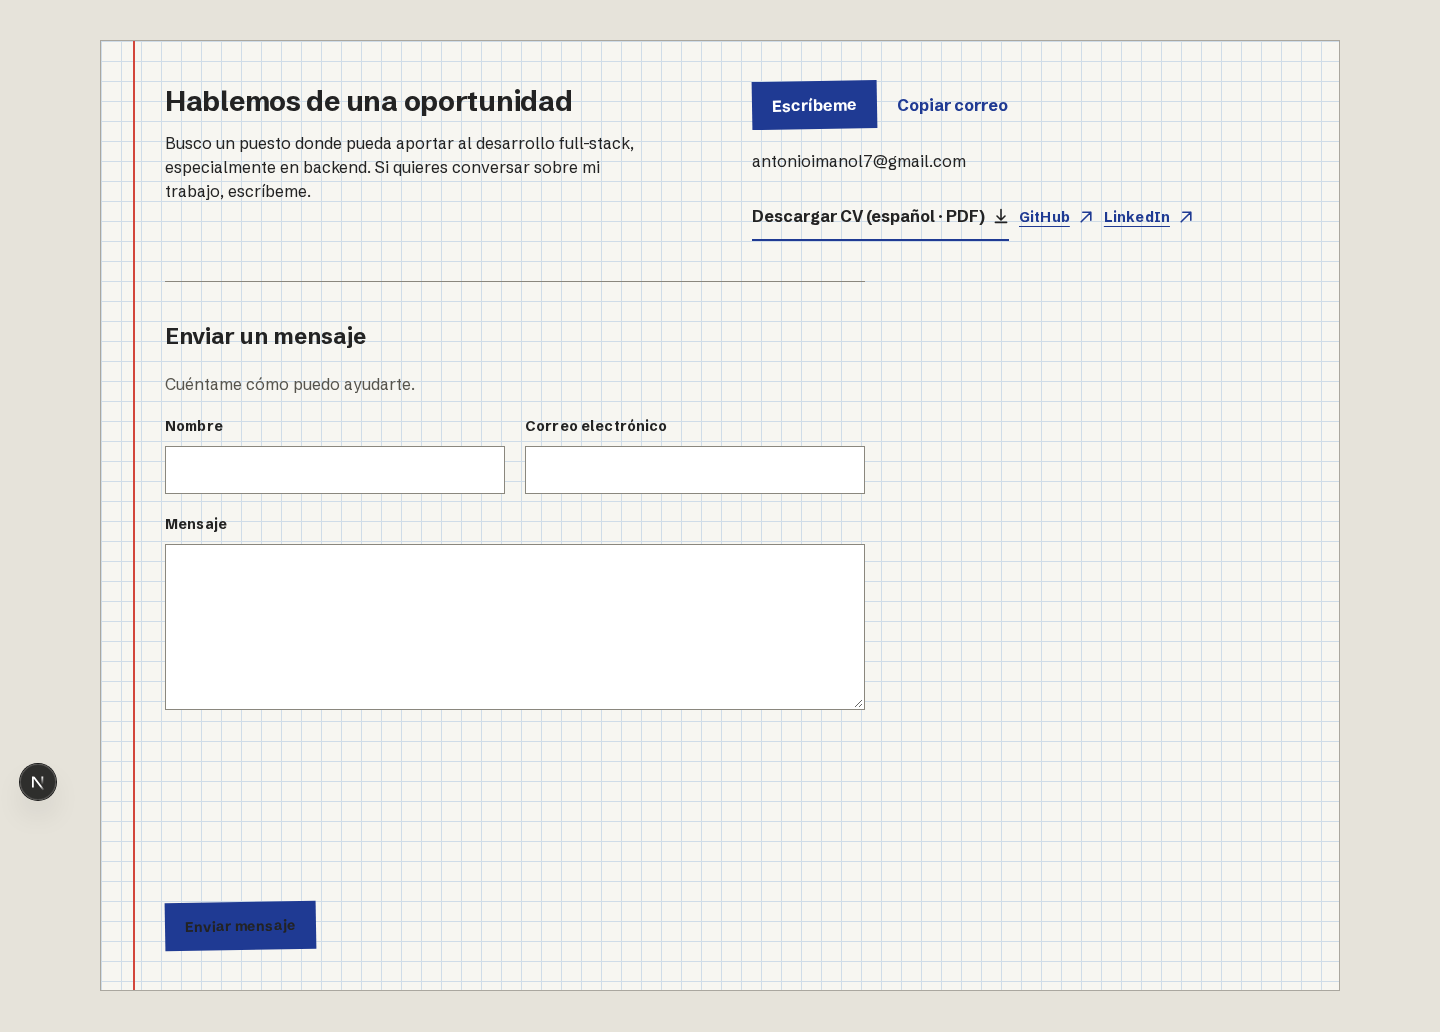 Hablemos de una oportunidad
Busco un puesto donde pueda aportar al desarrollo full-stack,
especialmente en backend. Si quieres conversar sobre mi
trabajo, escríbeme.
Escríbeme
Copiar correo
antonioimanol7@gmail.com
Descargar CV (español · PDF)
GitHub
LinkedIn
Enviar un mensaje
Cuéntame cómo puedo ayudarte.
Nombre
Correo electrónico
Mensaje
N
Enviar mensaje